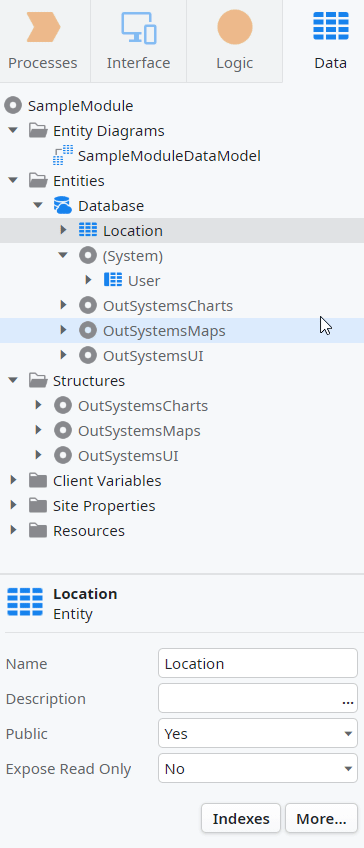 Processes Interface Logic Data
SampleModule
Entity Diagrams
SampleModuleDataModel
Entities
Database
Location
(System)
User
OutSystemsCharts
OutSystemsMaps
OutSystemsUI
Structures
OutSystemsCharts
OutSystemsMaps
OutSystemsUI
Client Variables
Site Properties
Resources
Location
Entity
Name Location
Description ...
Public Yes
Expose Read Only No
Indexes More...